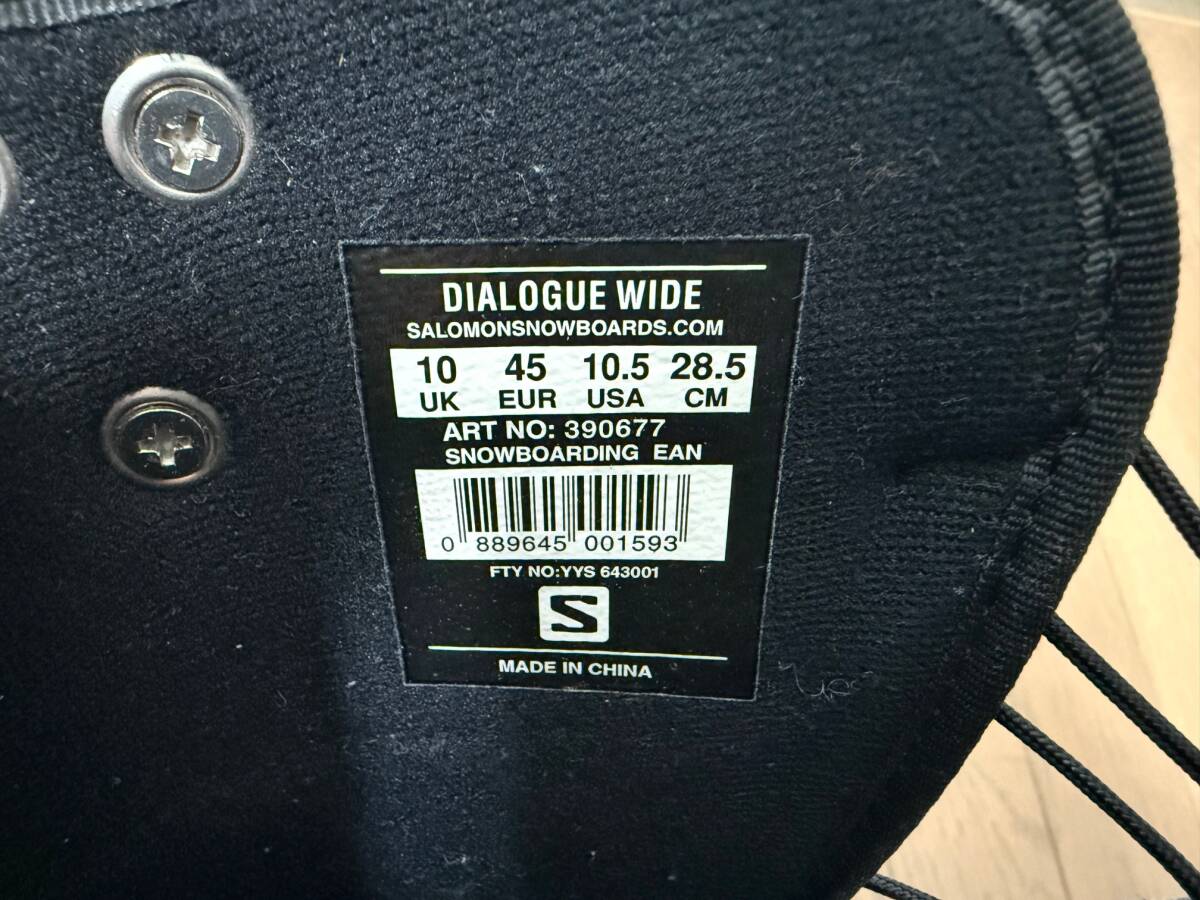 DIALOGUE WIDE
SALOMONSNOWBOARDS.COM
10 45 10.5 28.5
UK EUR USA CM
ART NO: 390677
SNOWBOARDING EAN
0 889645 001593
FTY NO:YYS 643001
S
MADE IN CHINA